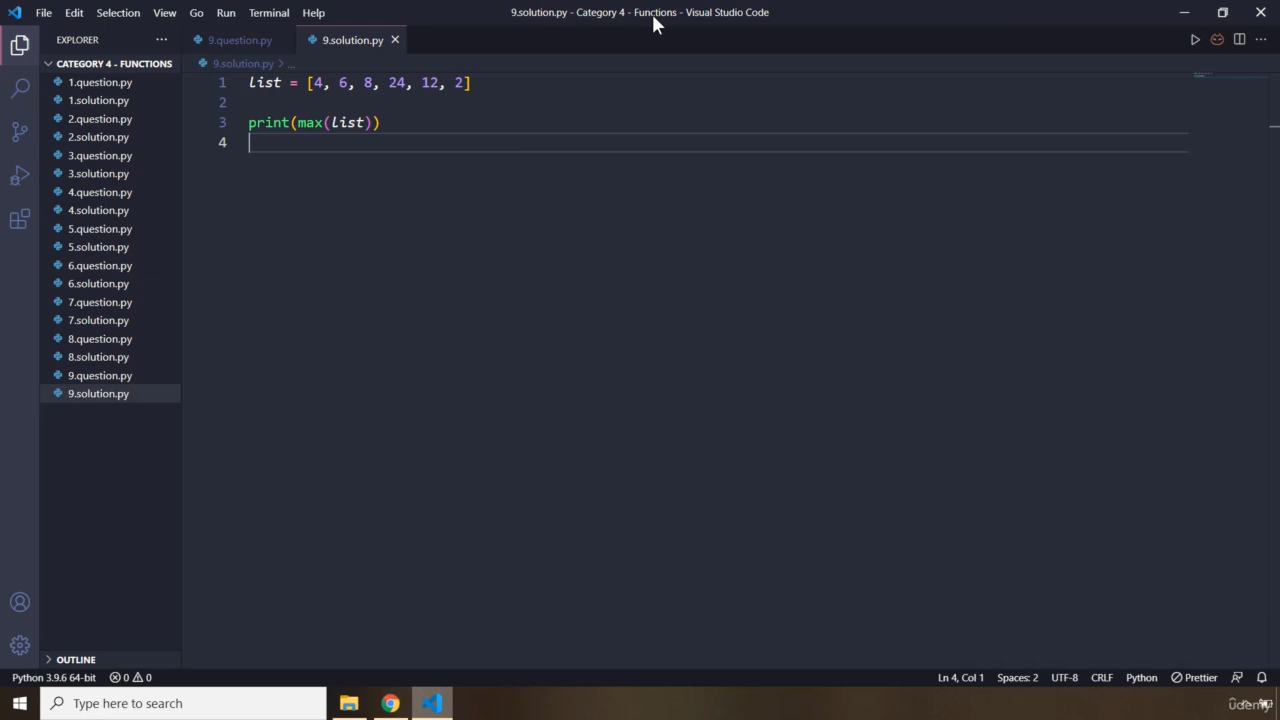 File Edit Selection View Go Run Terminal Help
9.solution.py - Category 4 - Functions - Visual Studio Code
EXPLORER
9.question.py
9.solution.py
CATEGORY 4 - FUNCTIONS
9.solution.py > ...
1.question.py
1.solution.py
2.question.py
2.solution.py
3.question.py
3.solution.py
4.question.py
4.solution.py
5.question.py
5.solution.py
6.question.py
6.solution.py
7.question.py
7.solution.py
8.question.py
8.solution.py
9.question.py
9.solution.py
1 list = [4, 6, 8, 24, 12, 2]
2
3 print(max(list))
4
OUTLINE
Python 3.9.6 64-bit 0 0 Ln 4, Col 1 Spaces: 2 UTF-8 CRLF Python Prettier
Type here to search
udemy